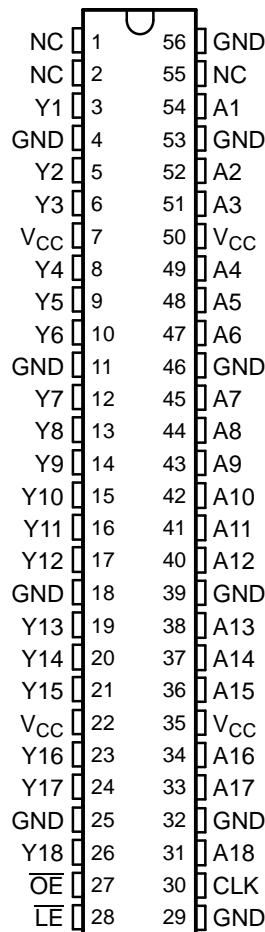 NC 1 56 GND
NC 2 55 NC
Y1 3 54 A1
GND 4 53 GND
Y2 5 52 A2
Y3 6 51 A3
VCC 7 50 VCC
Y4 8 49 A4
Y5 9 48 A5
Y6 10 47 A6
GND 11 46 GND
Y7 12 45 A7
Y8 13 44 A8
Y9 14 43 A9
Y10 15 42 A10
Y11 16 41 A11
Y12 17 40 A12
GND 18 39 GND
Y13 19 38 A13
Y14 20 37 A14
Y15 21 36 A15
VCC 22 35 VCC
Y16 23 34 A16
Y17 24 33 A17
GND 25 32 GND
Y18 26 31 A18
O̅E̅ 27 30 CLK
L̅E̅ 28 29 GND